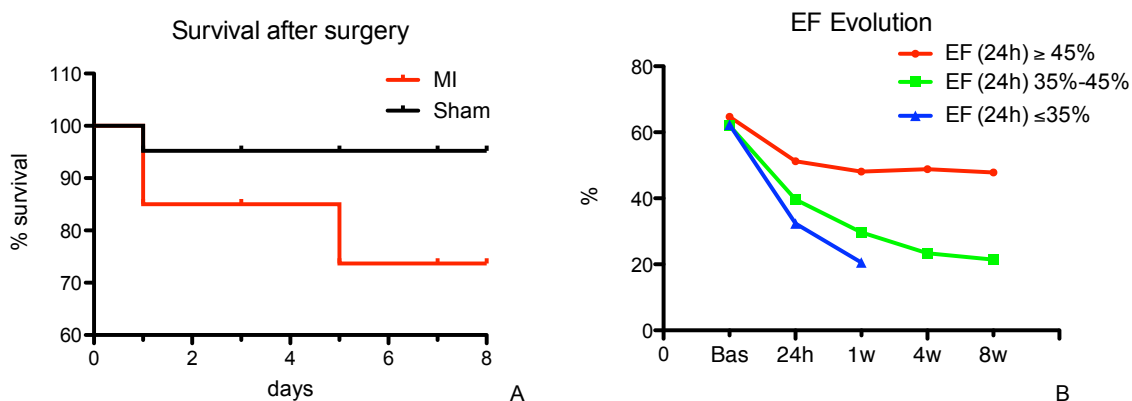 Survival after surgery
MI
Sham
110
100
90
80
70
60
% survival
0
2
4
6
8
days
A
EF Evolution
EF (24h) ≥ 45%
EF (24h) 35%-45%
EF (24h) ≤35%
80
60
40
20
0
%
0
Bas
24h
1w
4w
8w
B